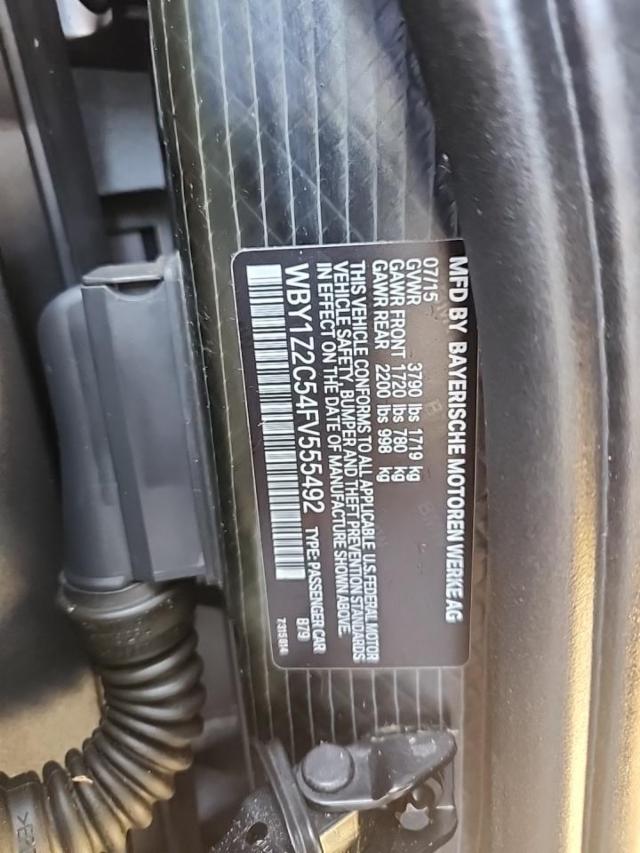 MFD BY BAYERISCHE MOTOREN WERKE AG
07/15
GVWR 3790 lbs 1719 kg
GAWR FRONT 1720 lbs 780 kg
GAWR REAR 2200 lbs 998 kg
THIS VEHICLE CONFORMS TO ALL APPLICABLE U.S.FEDERAL MOTOR
VEHICLE SAFETY, BUMPER AND THEFT PREVENTION STANDARDS
IN EFFECT ON THE DATE OF MANUFACTURE SHOWN ABOVE.
WBY1Z2C54FV555492 TYPE: PASSENGER CAR
B79